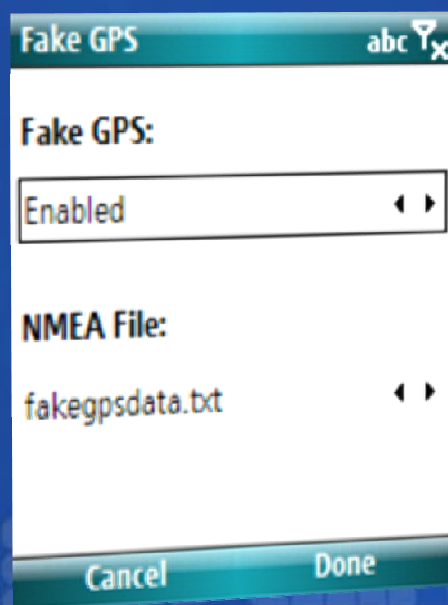 Fake GPS abc
Fake GPS:
Enabled
NMEA File:
fakegpsdata.txt
Cancel Done